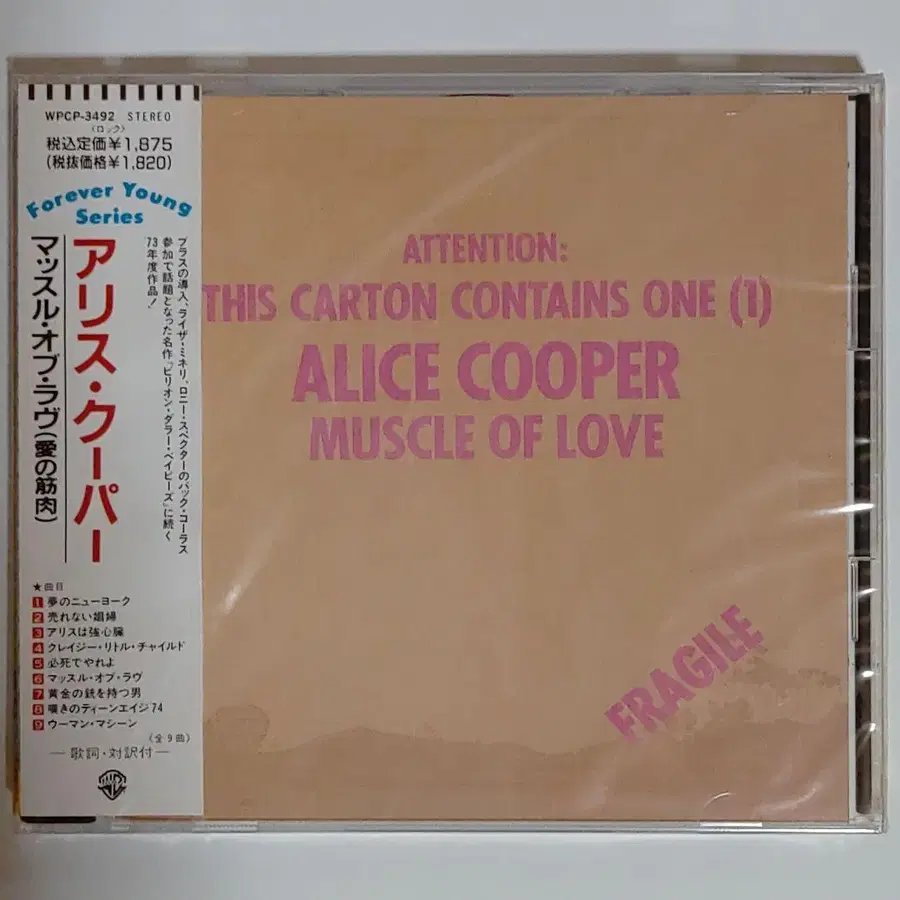 WPCP-3492 STEREO
〈ロック〉
税込定価¥1,875
(税抜価格¥1,820)
Forever Young
Series
ブラスの導入、ライザ・ミネリ、ロニー・スペクターのバック・コーラス
参加で話題となった名作『ビリオン・ダラー・ベイビーズ』に続く
'73年度作品!
アリス・クーパー
マッスル・オブ・ラヴ(愛の筋肉)
★曲目
1 夢のニューヨーク
2 売れない娼婦
3 アリスは強心臓
4 クレイジー・リトル・チャイルド
5 必死でやれよ
6 マッスル・オブ・ラヴ
7 黄金の銃を持つ男
8 嘆きのティーンエイジ74
9 ウーマン・マシーン
(全9曲)
—歌詞・対訳付—
ATTENTION:
THIS CARTON CONTAINS ONE (1)
ALICE COOPER
MUSCLE OF LOVE
FRAGILE